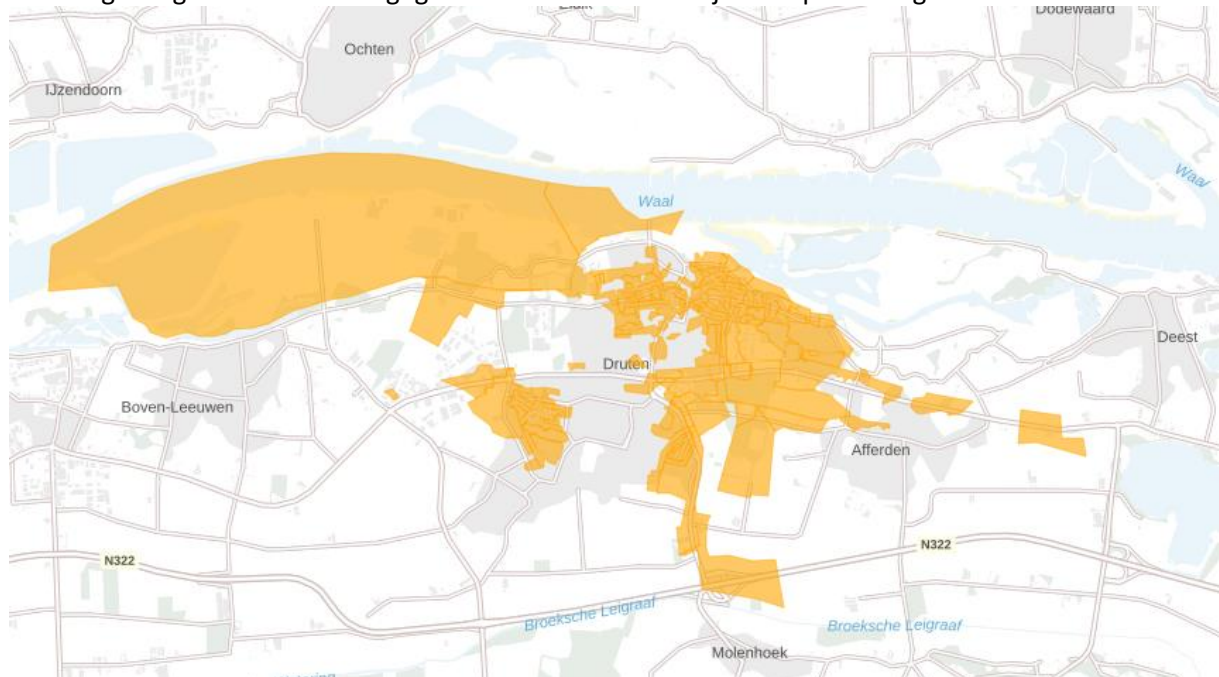 Dodewaard
Ochten
IJzendoorn
Waal
Waal
Deest
Druten
Boven-Leeuwen
Afferden
N322
N322
Broeksche Leigraaf
Broeksche Leigraaf
Molenhoek